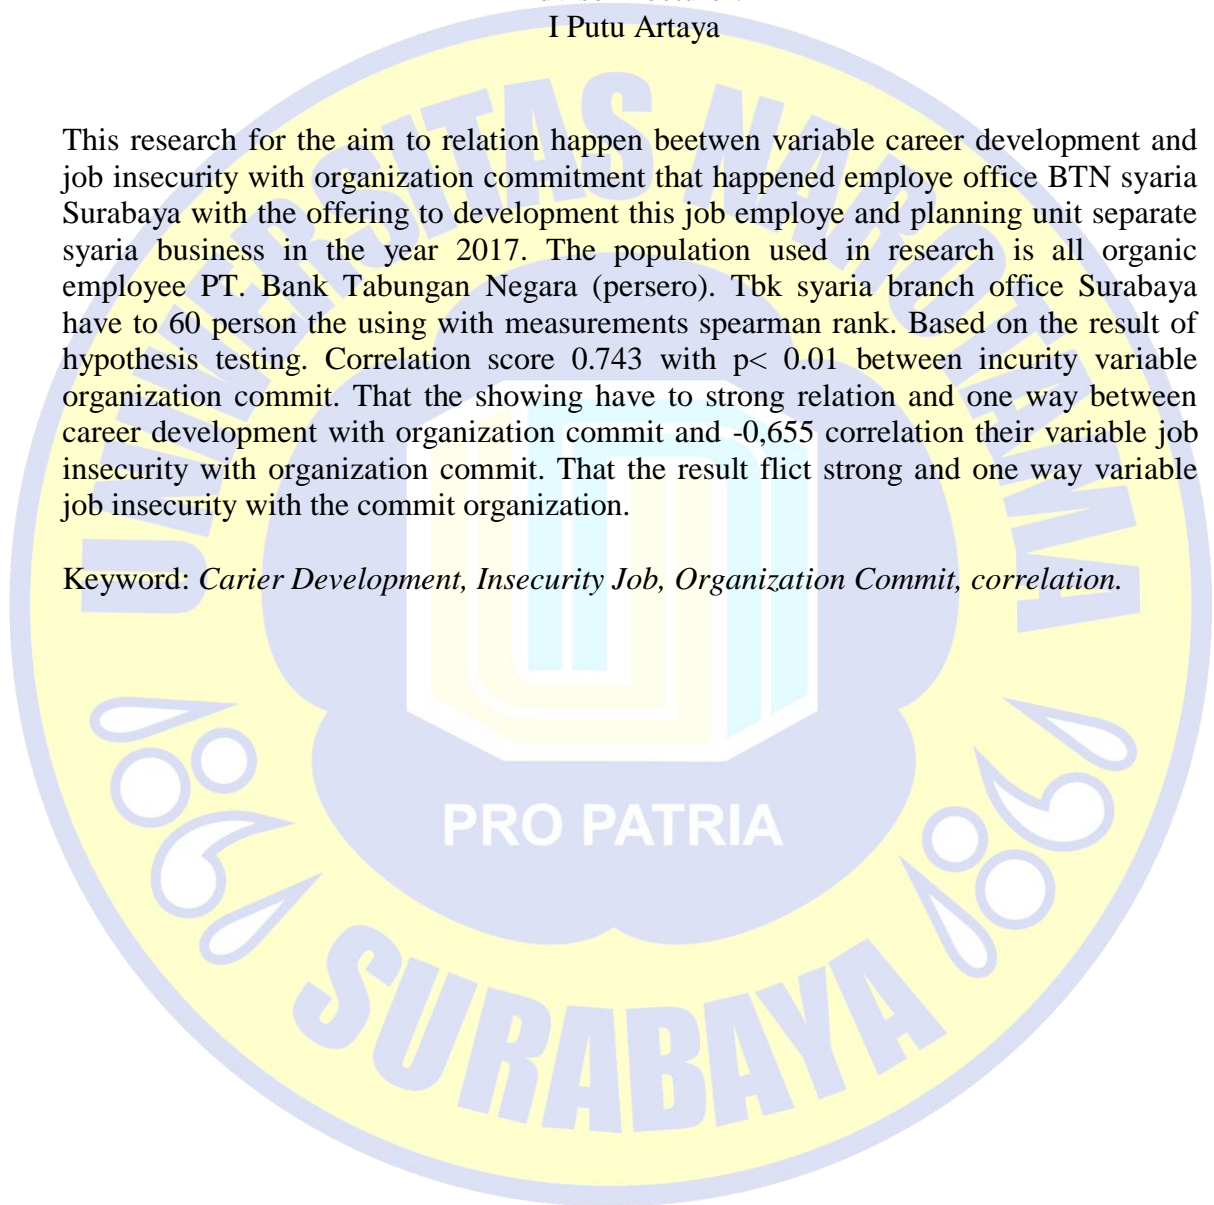 I Putu Artaya
This research for the aim to relation happen beetwen variable career development and
job insecurity with organization commitment that happened employe office BTN syaria
Surabaya with the offering to development this job employe and planning unit separate
syaria business in the year 2017. The population used in research is all organic
employee PT. Bank Tabungan Negara (persero). Tbk syaria branch office Surabaya
have to 60 person the using with measurements spearman rank. Based on the result of
hypothesis testing. Correlation score 0.743 with p< 0.01 between incurity variable
organization commit. That the showing have to strong relation and one way between
career development with organization commit and -0,655 correlation their variable job
insecurity with organization commit. That the result flict strong and one way variable
job insecurity with the commit organization.
Keyword: Carier Development, Insecurity Job, Organization Commit, correlation.
UNIVERSITAS NAROTAMA
PRO PATRIA
SURABAYA